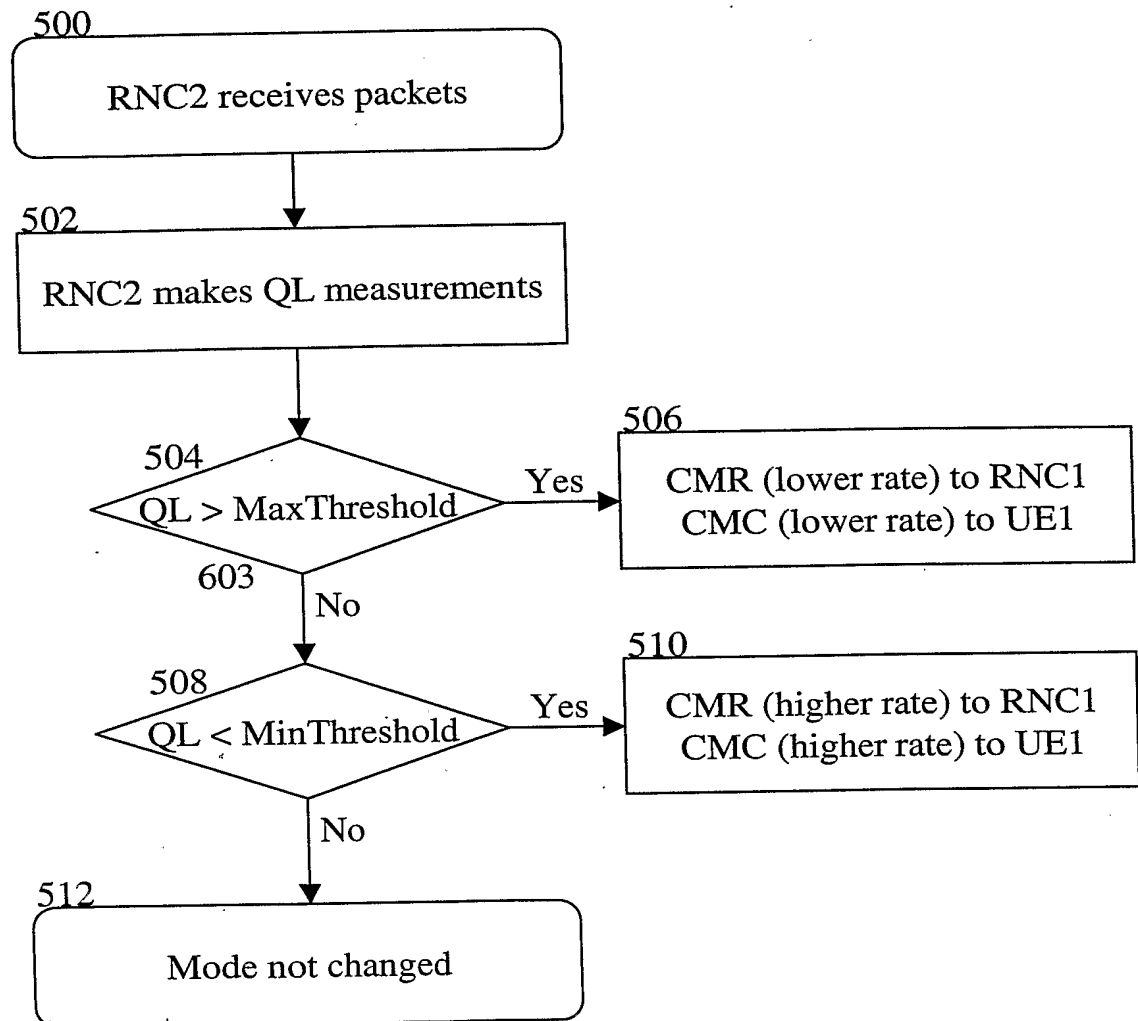 500
RNC2 receives packets
502
RNC2 makes QL measurements
504
QL > MaxThreshold
Yes
506
CMR (lower rate) to RNC1
CMC (lower rate) to UE1
603
No
508
QL < MinThreshold
Yes
510
CMR (higher rate) to RNC1
CMC (higher rate) to UE1
No
512
Mode not changed